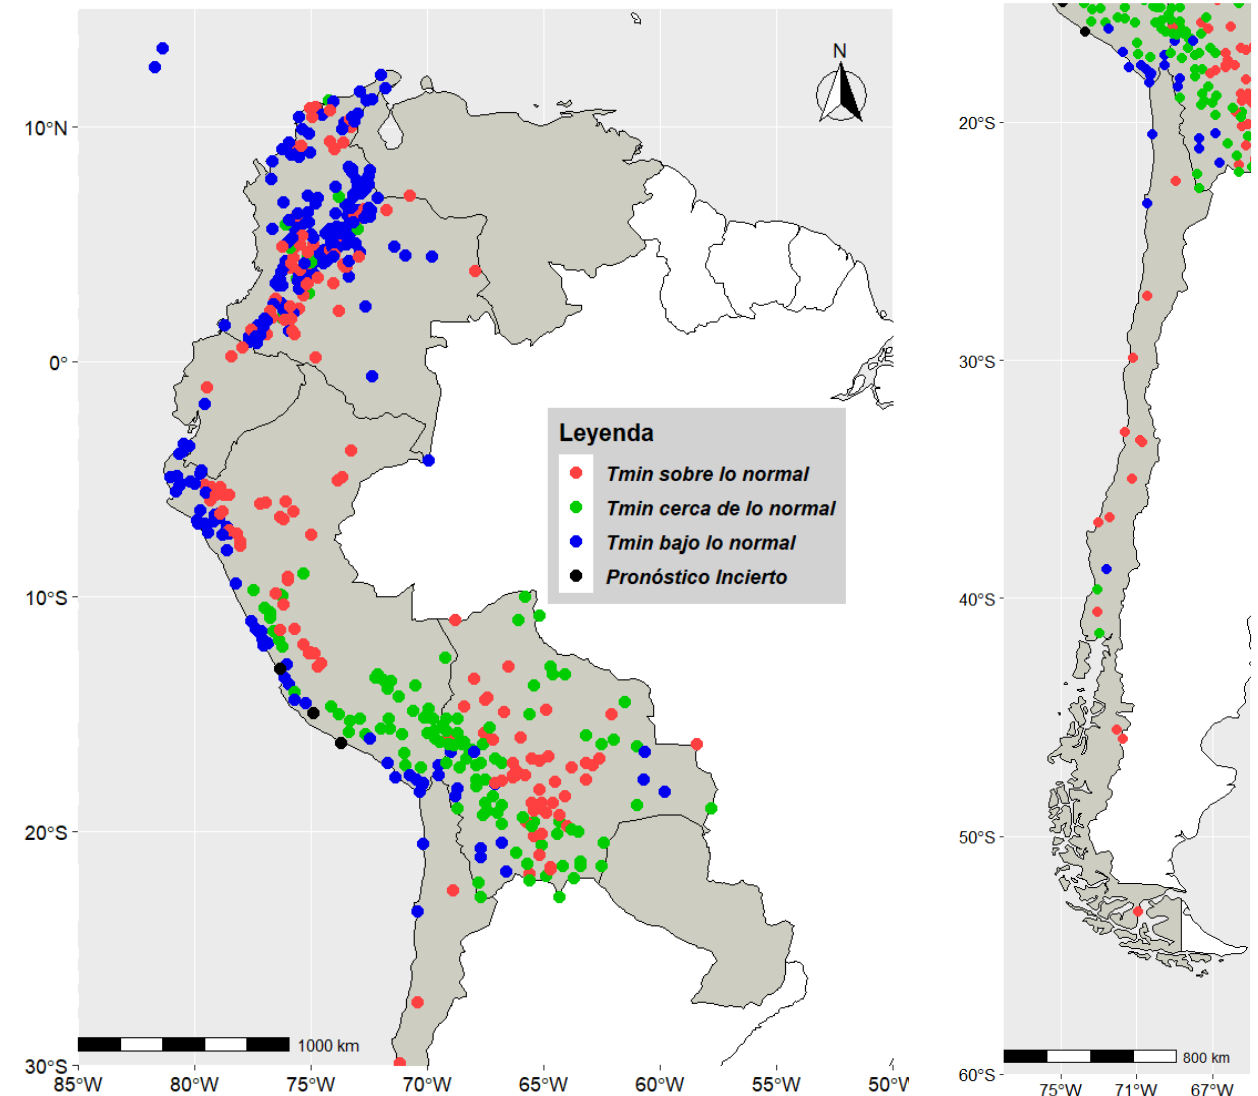 N
10°N
0°
10°S
20°S
30°S
85°W
80°W
75°W
70°W
65°W
60°W
55°W
50°W
1000 km
Leyenda
Tmin sobre lo normal
Tmin cerca de lo normal
Tmin bajo lo normal
Pronóstico Incierto
20°S
30°S
40°S
50°S
60°S
75°W
71°W
67°W
800 km